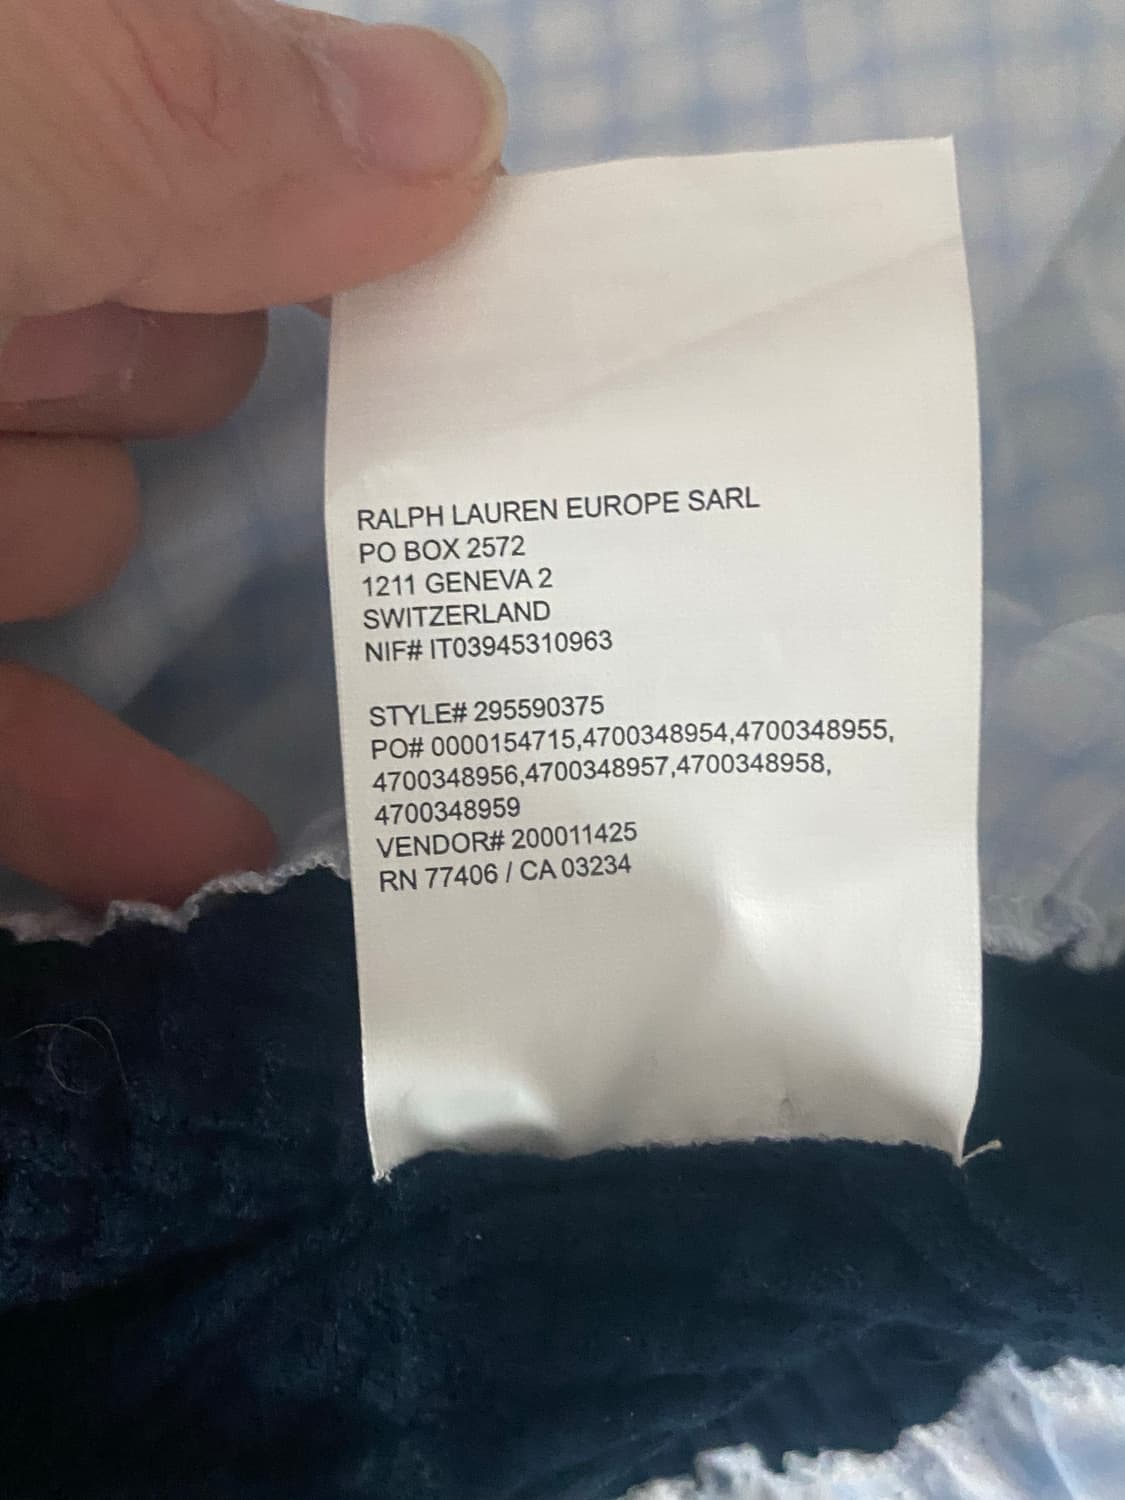 RALPH LAUREN EUROPE SARL
PO BOX 2572
1211 GENEVA 2
SWITZERLAND
NIF# IT03945310963
STYLE# 295590375
PO# 0000154715,4700348954,4700348955,
4700348956,4700348957,4700348958,
4700348959
VENDOR# 200011425
RN 77406 / CA 03234